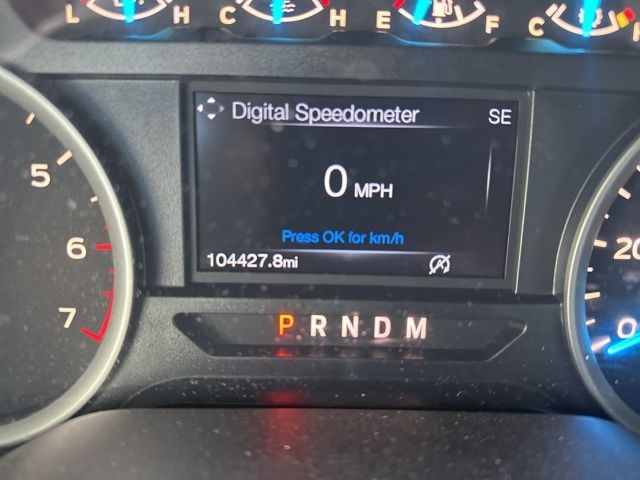 L H C H E F C H
Digital Speedometer SE
0 MPH
Press OK for km/h
104427.8mi
P R N D M
5
6
7
20
0